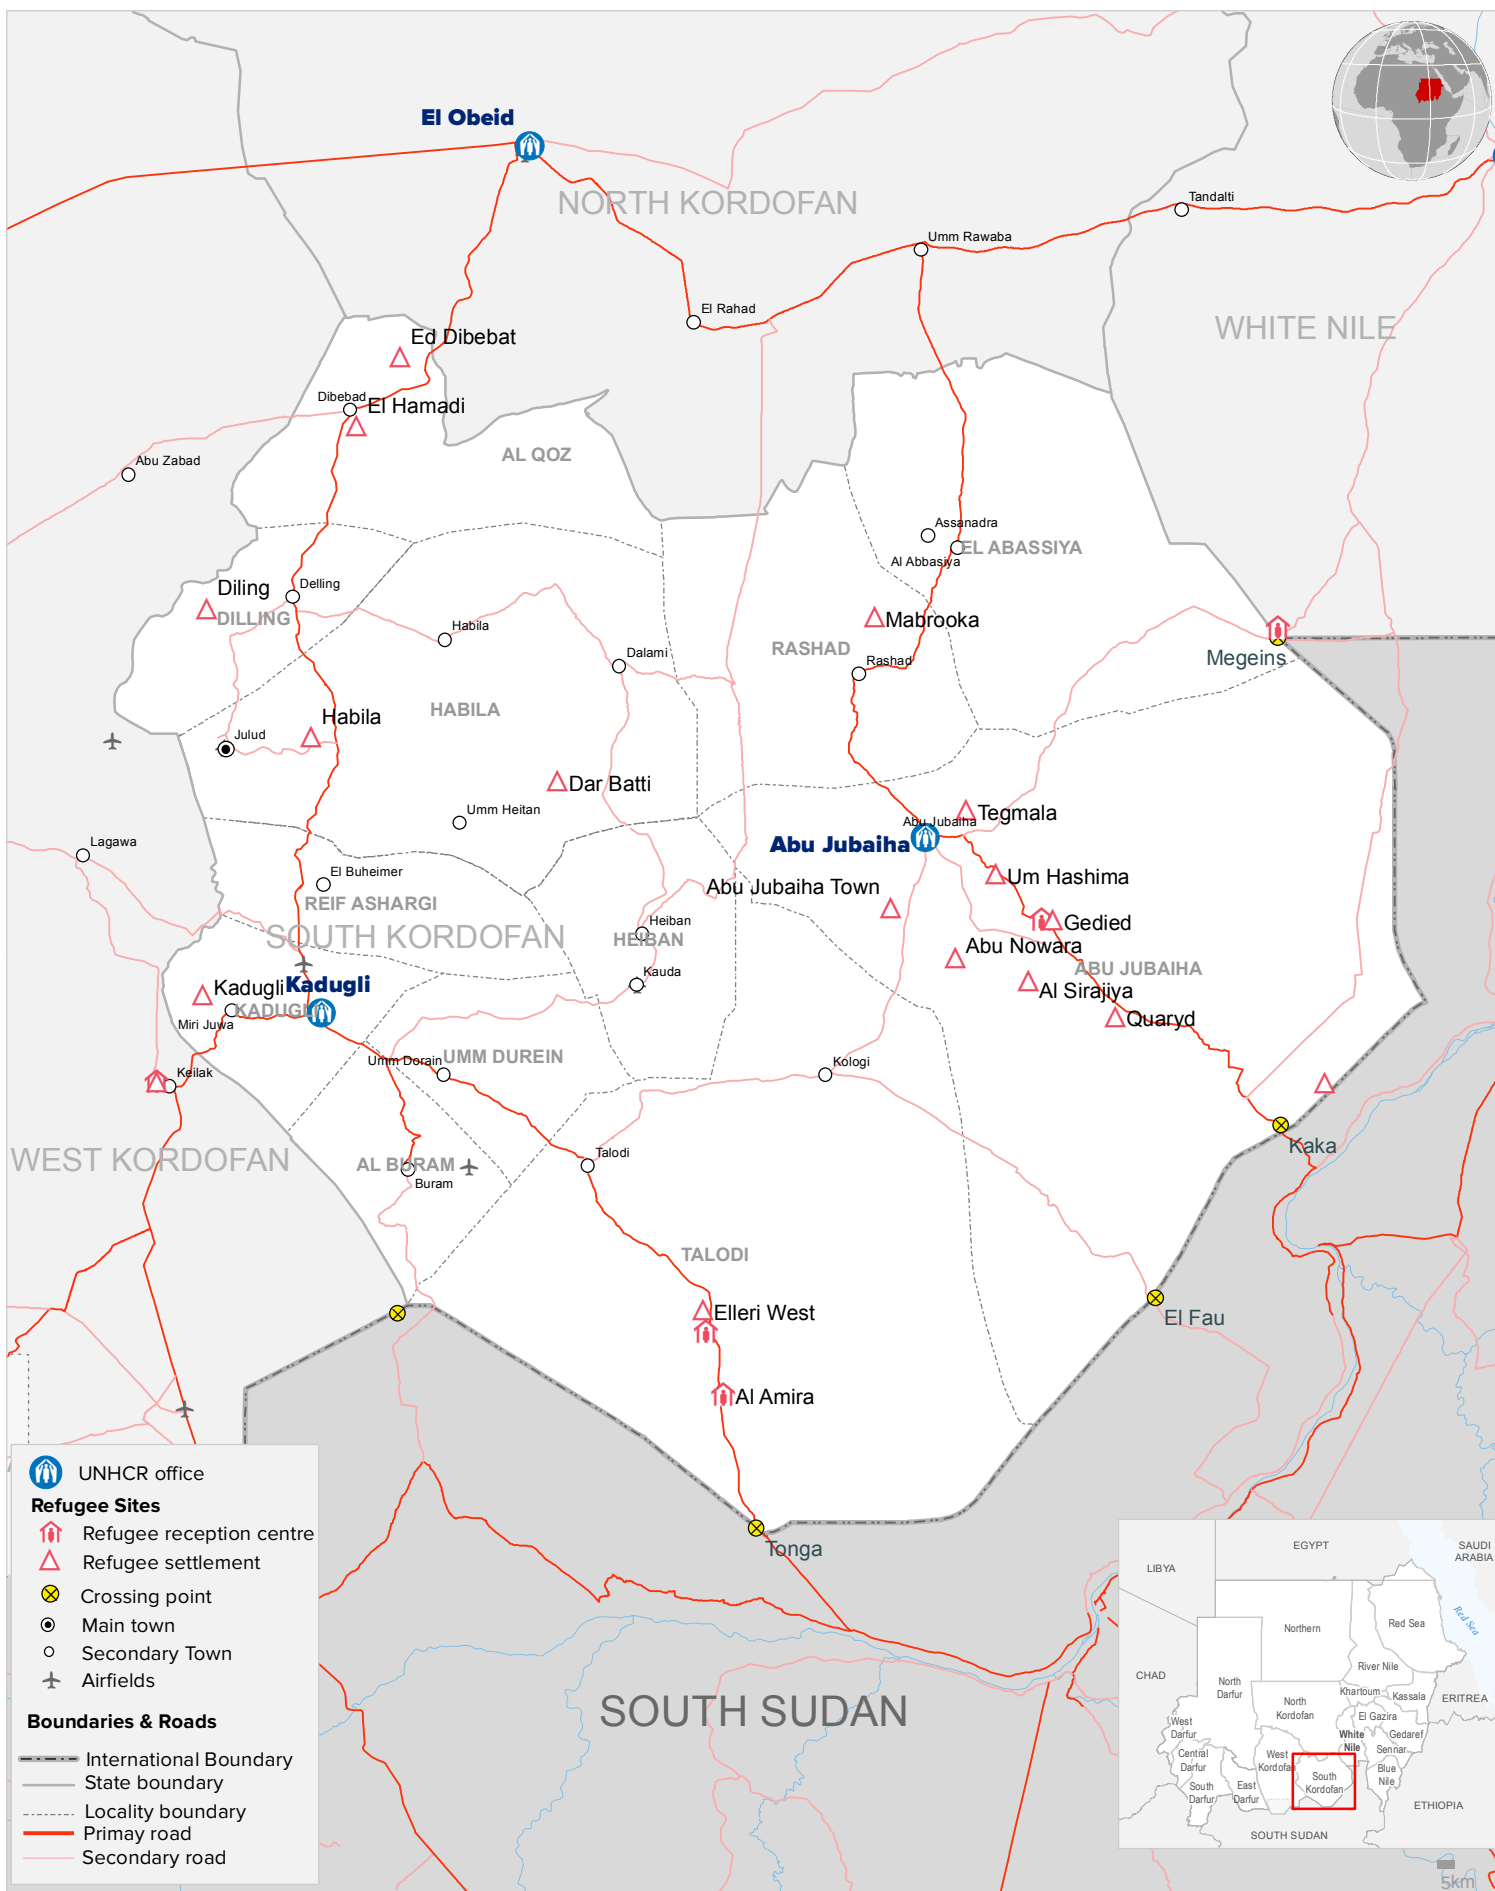 El Obeid
NORTH KORDOFAN
Tandalti
Umm Rawaba
El Rahad
WHITE NILE
Ed Dibebat
Dibebad
El Hamadi
AL QOZ
Abu Zabad
Assanadra
EL ABASSIYA
Al Abbasiya
Diling
Delling
DILLING
Habila
Mabrooka
Dalami
RASHAD
Rashad
Megeins
HABILA
Habila
Julud
Dar Batti
Umm Heitan
Tegmala
Abu Jubaiha
Abu Jubaiha
Lagawa
El Buheimer
Um Hashima
Abu Jubaiha Town
REIF ASHARGI
Heiban
Gedied
SOUTH KORDOFAN
HEIBAN
Abu Nowara
ABU JUBAIHA
Kauda
Kadugli
Kadugli
Al Sirajiya
KADUGLI
Miri Juwa
Quaryd
Umm Dorain
UMM DUREIN
Kologi
Keilak
Kaka
WEST KORDOFAN
AL BURAM
Talodi
Buram
TALODI
Elleri West
El Fau
Al Amira
Tonga
SOUTH SUDAN
UNHCR office
Refugee Sites
Refugee reception centre
Refugee settlement
Crossing point
Main town
Secondary Town
Airfields
Boundaries & Roads
International Boundary
State boundary
Locality boundary
Primay road
Secondary road
EGYPT
SAUDI
ARABIA
LIBYA
Red Sea
Northern
Red Sea
River Nile
CHAD
North
Darfur
Khartoum
Kassala
ERITREA
North
Kordofan
El Gazira
West
Darfur
White
Nile
Gedaref
Sennar
Central
Darfur
West
Kordofan
Blue
Nile
South
Kordofan
South
Darfur
East
Darfur
ETHIOPIA
SOUTH SUDAN
5km